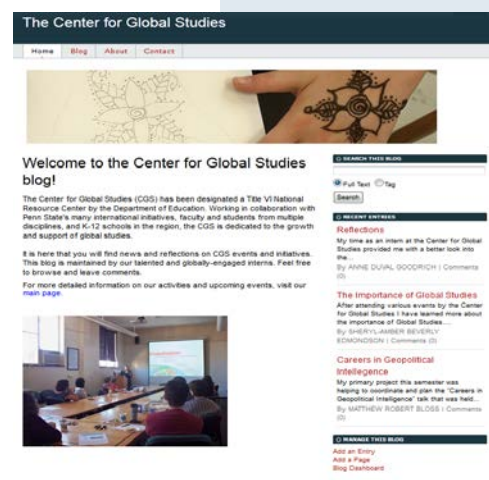 The Center for Global Studies
Home Blog About Contact
Welcome to the Center for Global Studies
blog!
The Center for Global Studies (CGS) has been designated a Title VI National
Resource Center by the Department of Education. Working in collaboration with
Penn State's many international initiatives, faculty and students from multiple
disciplines, and K-12 schools in the region, the CGS is dedicated to the growth
and support of global studies.
It is here that you will find news and reflections on CGS events and initiatives.
This blog is maintained by our talented and globally-engaged interns. Feel free
to browse and leave comments.
For more detailed information on our activities and upcoming events, visit our
main page.
SEARCH THIS BLOG
Full Text Tag
Search
RECENT ENTRIES
Reflections
My time as an intern at the Center for Global
Studies provided me with a better look into
the...
By ANNE DUVAL GOODRICH | Comments
(0)
The Importance of Global Studies
After attending various events by the Center
for Global Studies I have learned more about
the importance of Global Studies....
By SHERYL-AMBER BEVERLY
EDMONDSON | Comments (0)
Careers in Geopolitical
Intellegence
My primary project this semester was
helping to coordinate and plan the "Careers in
Geopolitical Intelligence" talk that was held...
By MATTHEW ROBERT BLOSS | Comments
(0)
MANAGE THIS BLOG
Add an Entry
Add a Page
Blog Dashboard